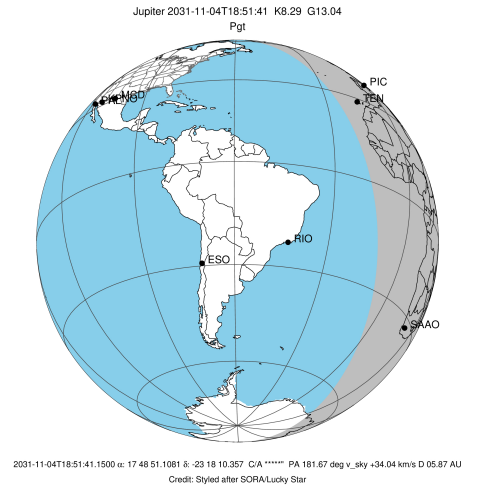 Jupiter 2031-11-04T18:51:41  K8.29  G13.04
Pgt
PIC
TEN
MCD
RIO
ESO
SAAO
2031-11-04T18:51:41.1500 α: 17 48 51.1081 δ: -23 18 10.357  C/A *****"  PA 181.67 deg v_sky +34.04 km/s D 05.87 AU
Credit: Styled after SORA/Lucky Star